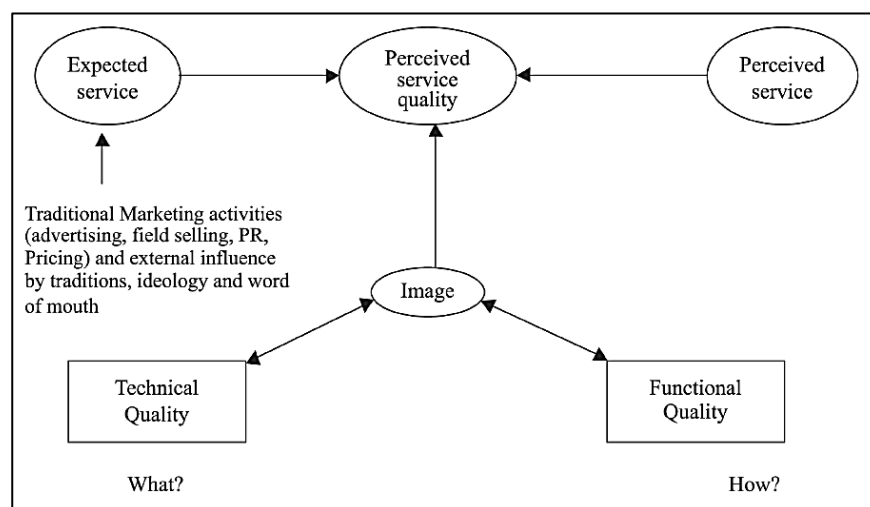 Expected
service
Perceived
service
quality
Perceived
service
Traditional Marketing activities
(advertising, field selling, PR,
Pricing) and external influence
by traditions, ideology and word
of mouth
Image
Technical
Quality
Functional
Quality
What?
How?